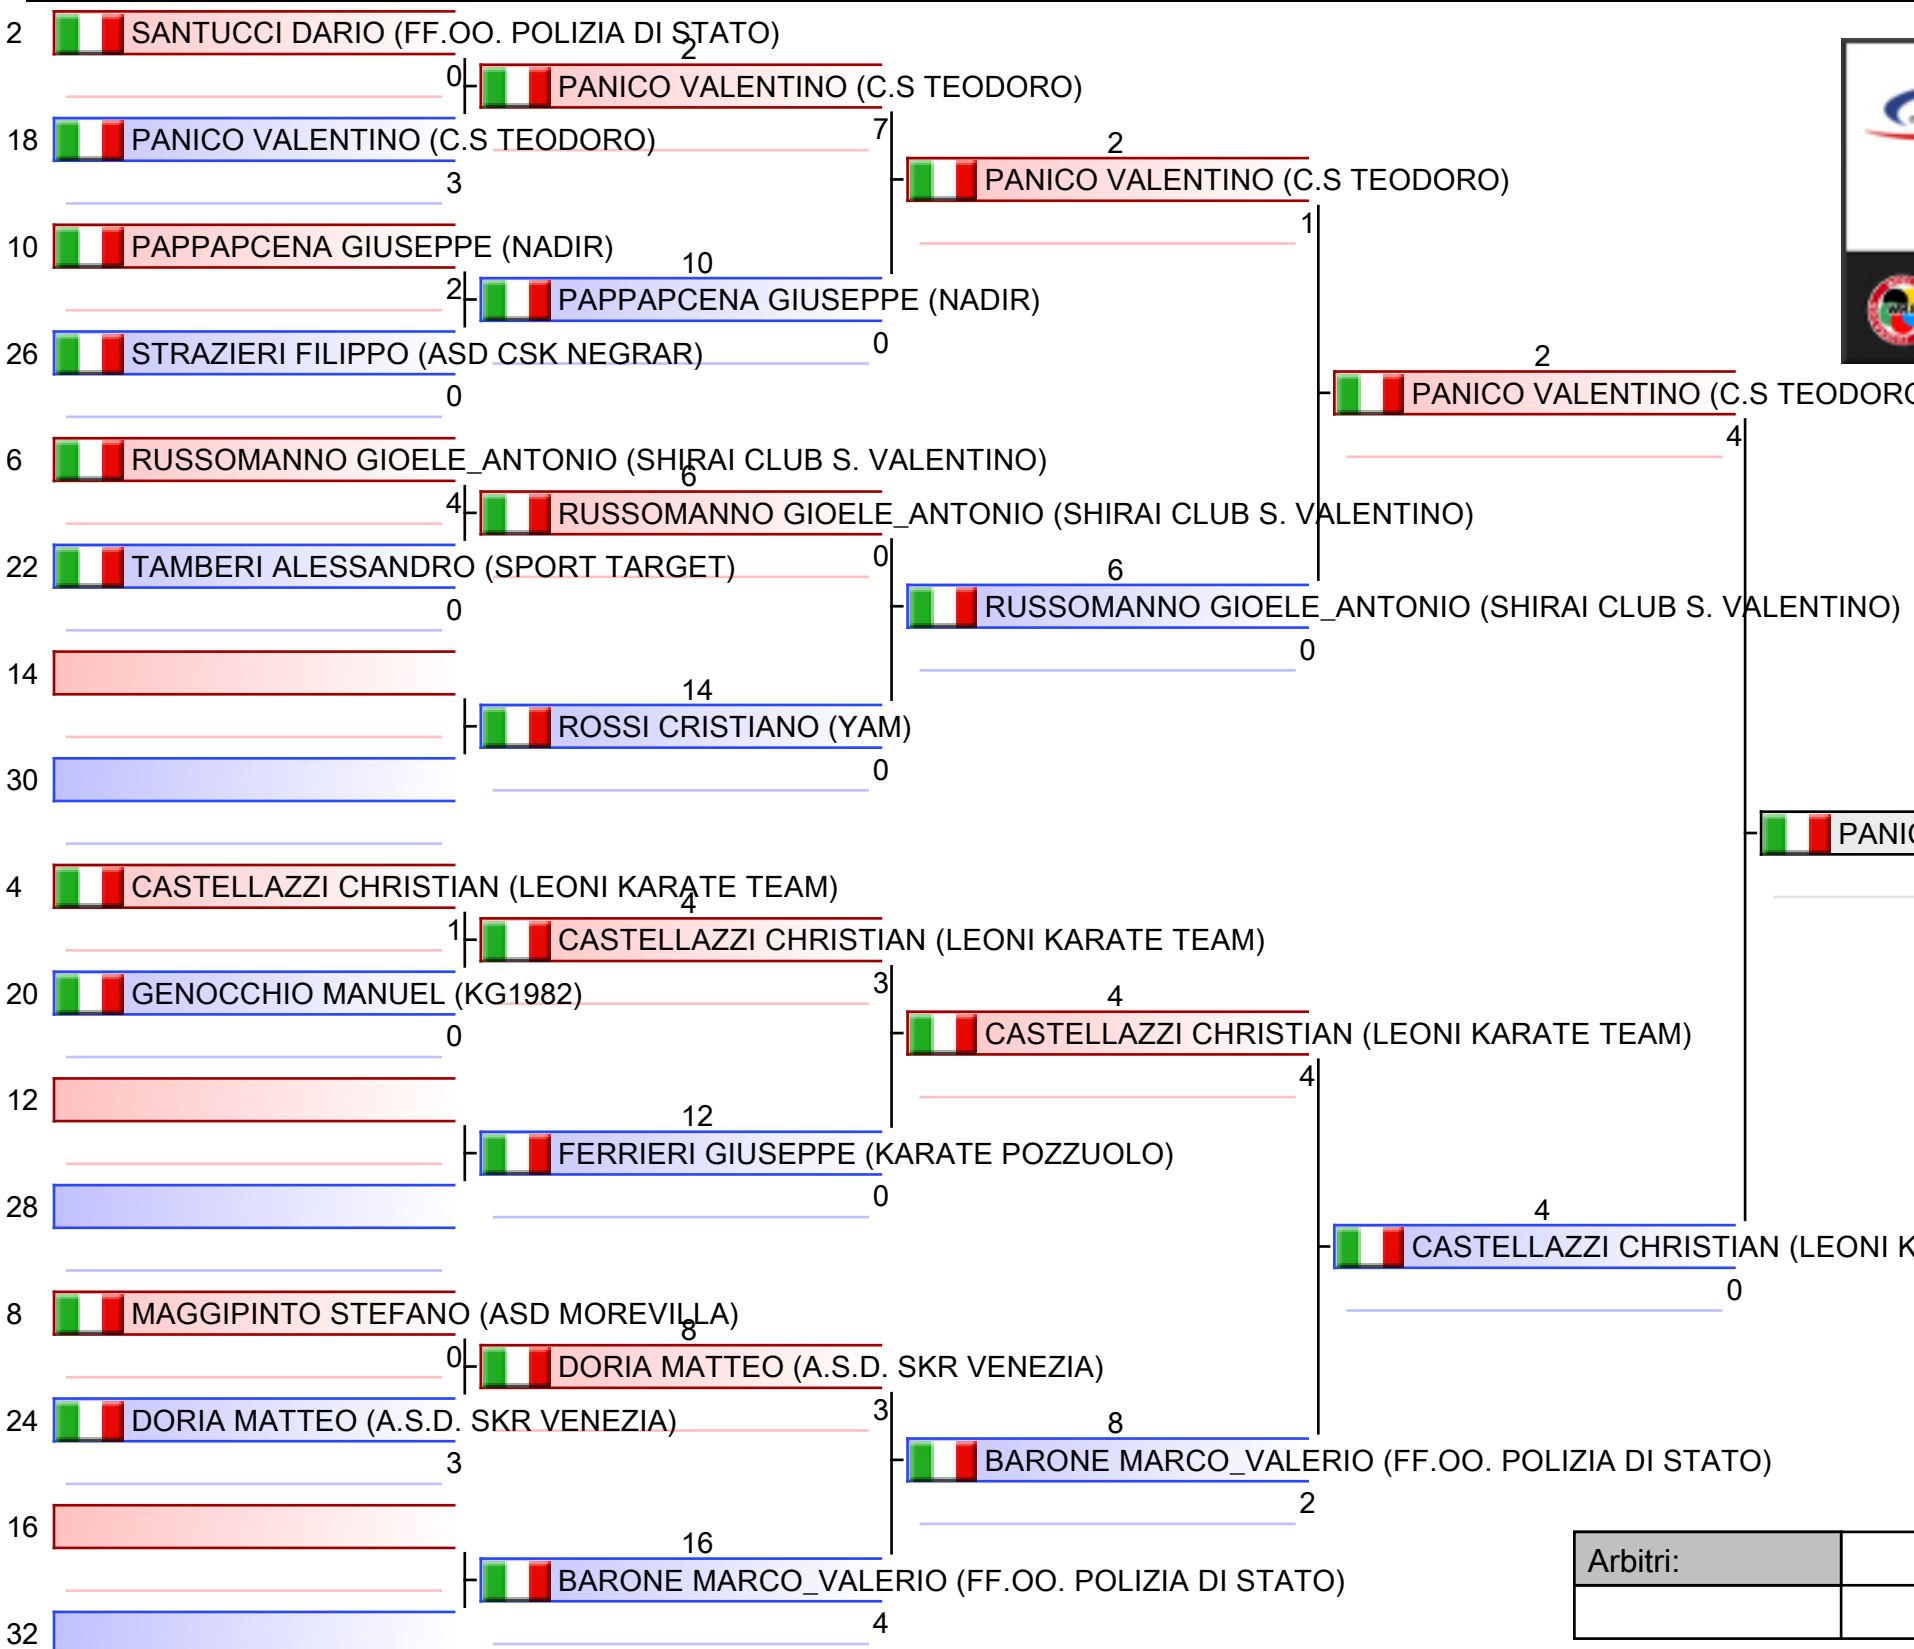 2 SANTUCCI DARIO (FF.OO. POLIZIA DI STATO)
2
0 PANICO VALENTINO (C.S TEODORO)
7
18 PANICO VALENTINO (C.S TEODORO)
2
PANICO VALENTINO (C.S TEODORO)
3
1
10 PAPPAPCENA GIUSEPPE (NADIR)
10
2 PAPPAPCENA GIUSEPPE (NADIR)
0
26 STRAZIERI FILIPPO (ASD CSK NEGRAR)
2
0
PANICO VALENTINO (C.S TEODORO
4
6 RUSSOMANNO GIOELE_ANTONIO (SHIRAI CLUB S. VALENTINO)
6
4 RUSSOMANNO GIOELE_ANTONIO (SHIRAI CLUB S. VALENTINO)
0
22 TAMBERI ALESSANDRO (SPORT TARGET)
6
0
RUSSOMANNO GIOELE_ANTONIO (SHIRAI CLUB S. VALENTINO)
0
14
14
ROSSI CRISTIANO (YAM)
0
30
PANIC
4 CASTELLAZZI CHRISTIAN (LEONI KARATE TEAM)
4
1 CASTELLAZZI CHRISTIAN (LEONI KARATE TEAM)
3
20 GENOCCHIO MANUEL (KG1982)
4
0
CASTELLAZZI CHRISTIAN (LEONI KARATE TEAM)
4
12
12
FERRIERI GIUSEPPE (KARATE POZZUOLO)
0
28
4
CASTELLAZZI CHRISTIAN (LEONI K
0
8 MAGGIPINTO STEFANO (ASD MOREVILLA)
8
0 DORIA MATTEO (A.S.D. SKR VENEZIA)
3
24 DORIA MATTEO (A.S.D. SKR VENEZIA)
8
3
BARONE MARCO_VALERIO (FF.OO. POLIZIA DI STATO)
2
16
16
BARONE MARCO_VALERIO (FF.OO. POLIZIA DI STATO)
4
32
Arbitri: